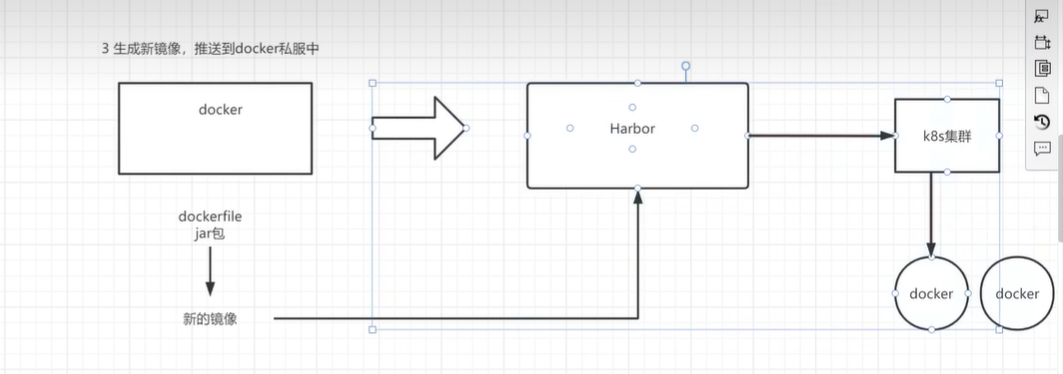 3 生成新镜像，推送到docker私服中
docker
Harbor
k8s集群
dockerfile
jar包
新的镜像
docker
docker